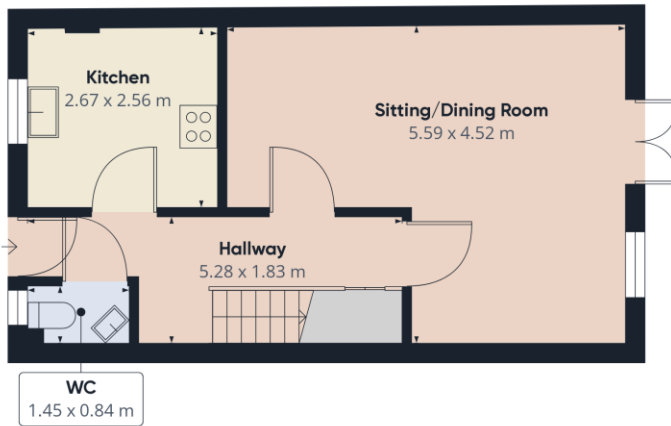 Kitchen
2.67 x 2.56 m
Sitting/Dining Room
5.59 x 4.52 m
Hallway
5.28 x 1.83 m
WC
1.45 x 0.84 m